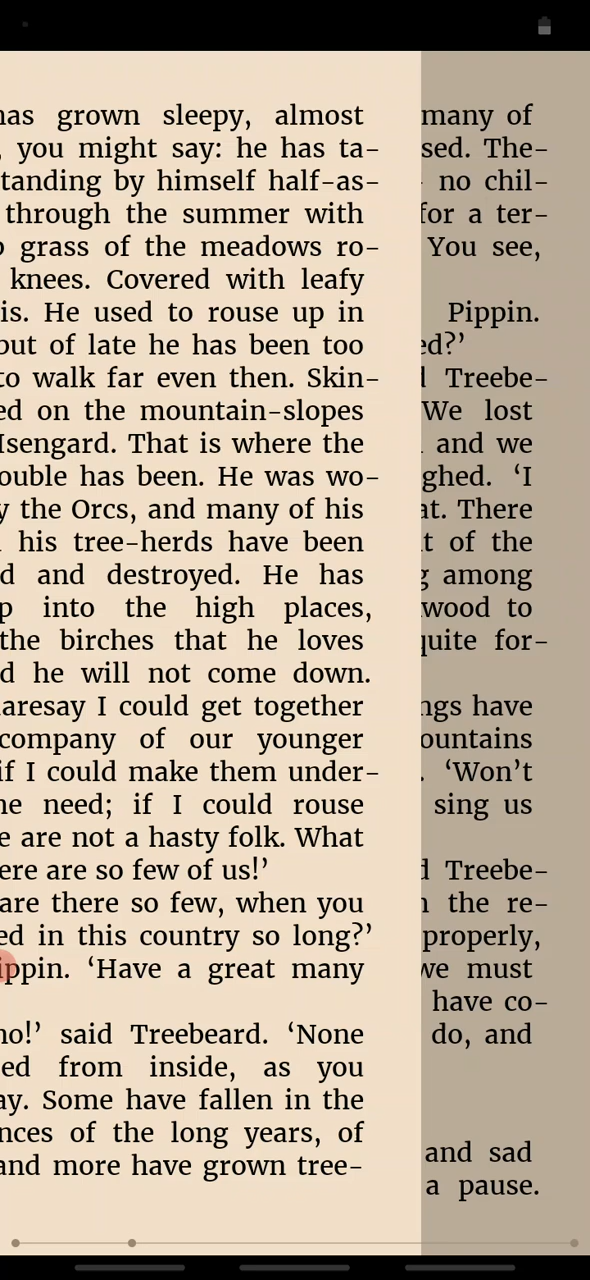 has grown sleepy, almost
, you might say: he has ta-
tanding by himself half-as-
through the summer with
grass of the meadows ro-
knees. Covered with leafy
is. He used to rouse up in
but of late he has been too
to walk far even then. Skin-
ed on the mountain-slopes
Isengard. That is where the
ouble has been. He was wo-
y the Orcs, and many of his
his tree-herds have been
d and destroyed. He has
p into the high places,
the birches that he loves
d he will not come down.
daresay I could get together
company of our younger
if I could make them under-
he need; if I could rouse
e are not a hasty folk. What
ere are so few of us!’
are there so few, when you
ed in this country so long?’
ippin. ‘Have a great many
ho!’ said Treebeard. ‘None
ed from inside, as you
ay. Some have fallen in the
nces of the long years, of
and more have grown tree-
many of
sed. The-
no chil-
for a ter-
You see,
Pippin.
ed?’
d Treebe-
We lost
and we
ghed. ‘I
at. There
t of the
g among
wood to
quite for-
ngs have
ountains
. ‘Won’t
sing us
d Treebe-
n the re-
properly,
we must
have co-
do, and
and sad
a pause.